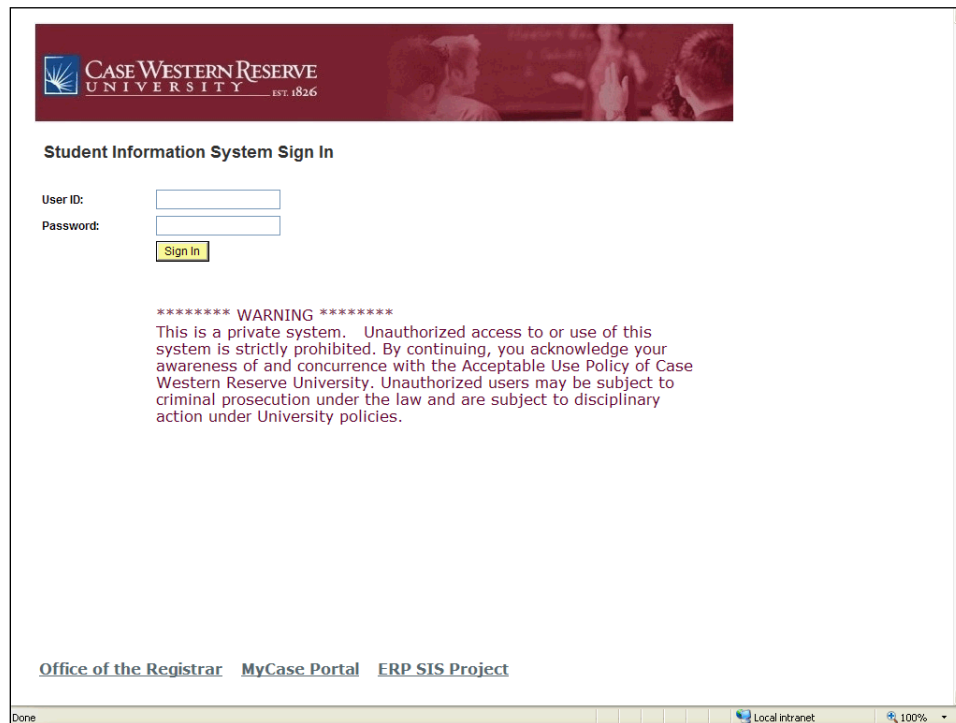 CASE WESTERN RESERVE
UNIVERSITY EST. 1826
Student Information System Sign In
User ID:
Password:
Sign In
******** WARNING ********
This is a private system. Unauthorized access to or use of this
system is strictly prohibited. By continuing, you acknowledge your
awareness of and concurrence with the Acceptable Use Policy of Case
Western Reserve University. Unauthorized users may be subject to
criminal prosecution under the law and are subject to disciplinary
action under University policies.
Office of the Registrar MyCase Portal ERP SIS Project
Done Local intranet 100%